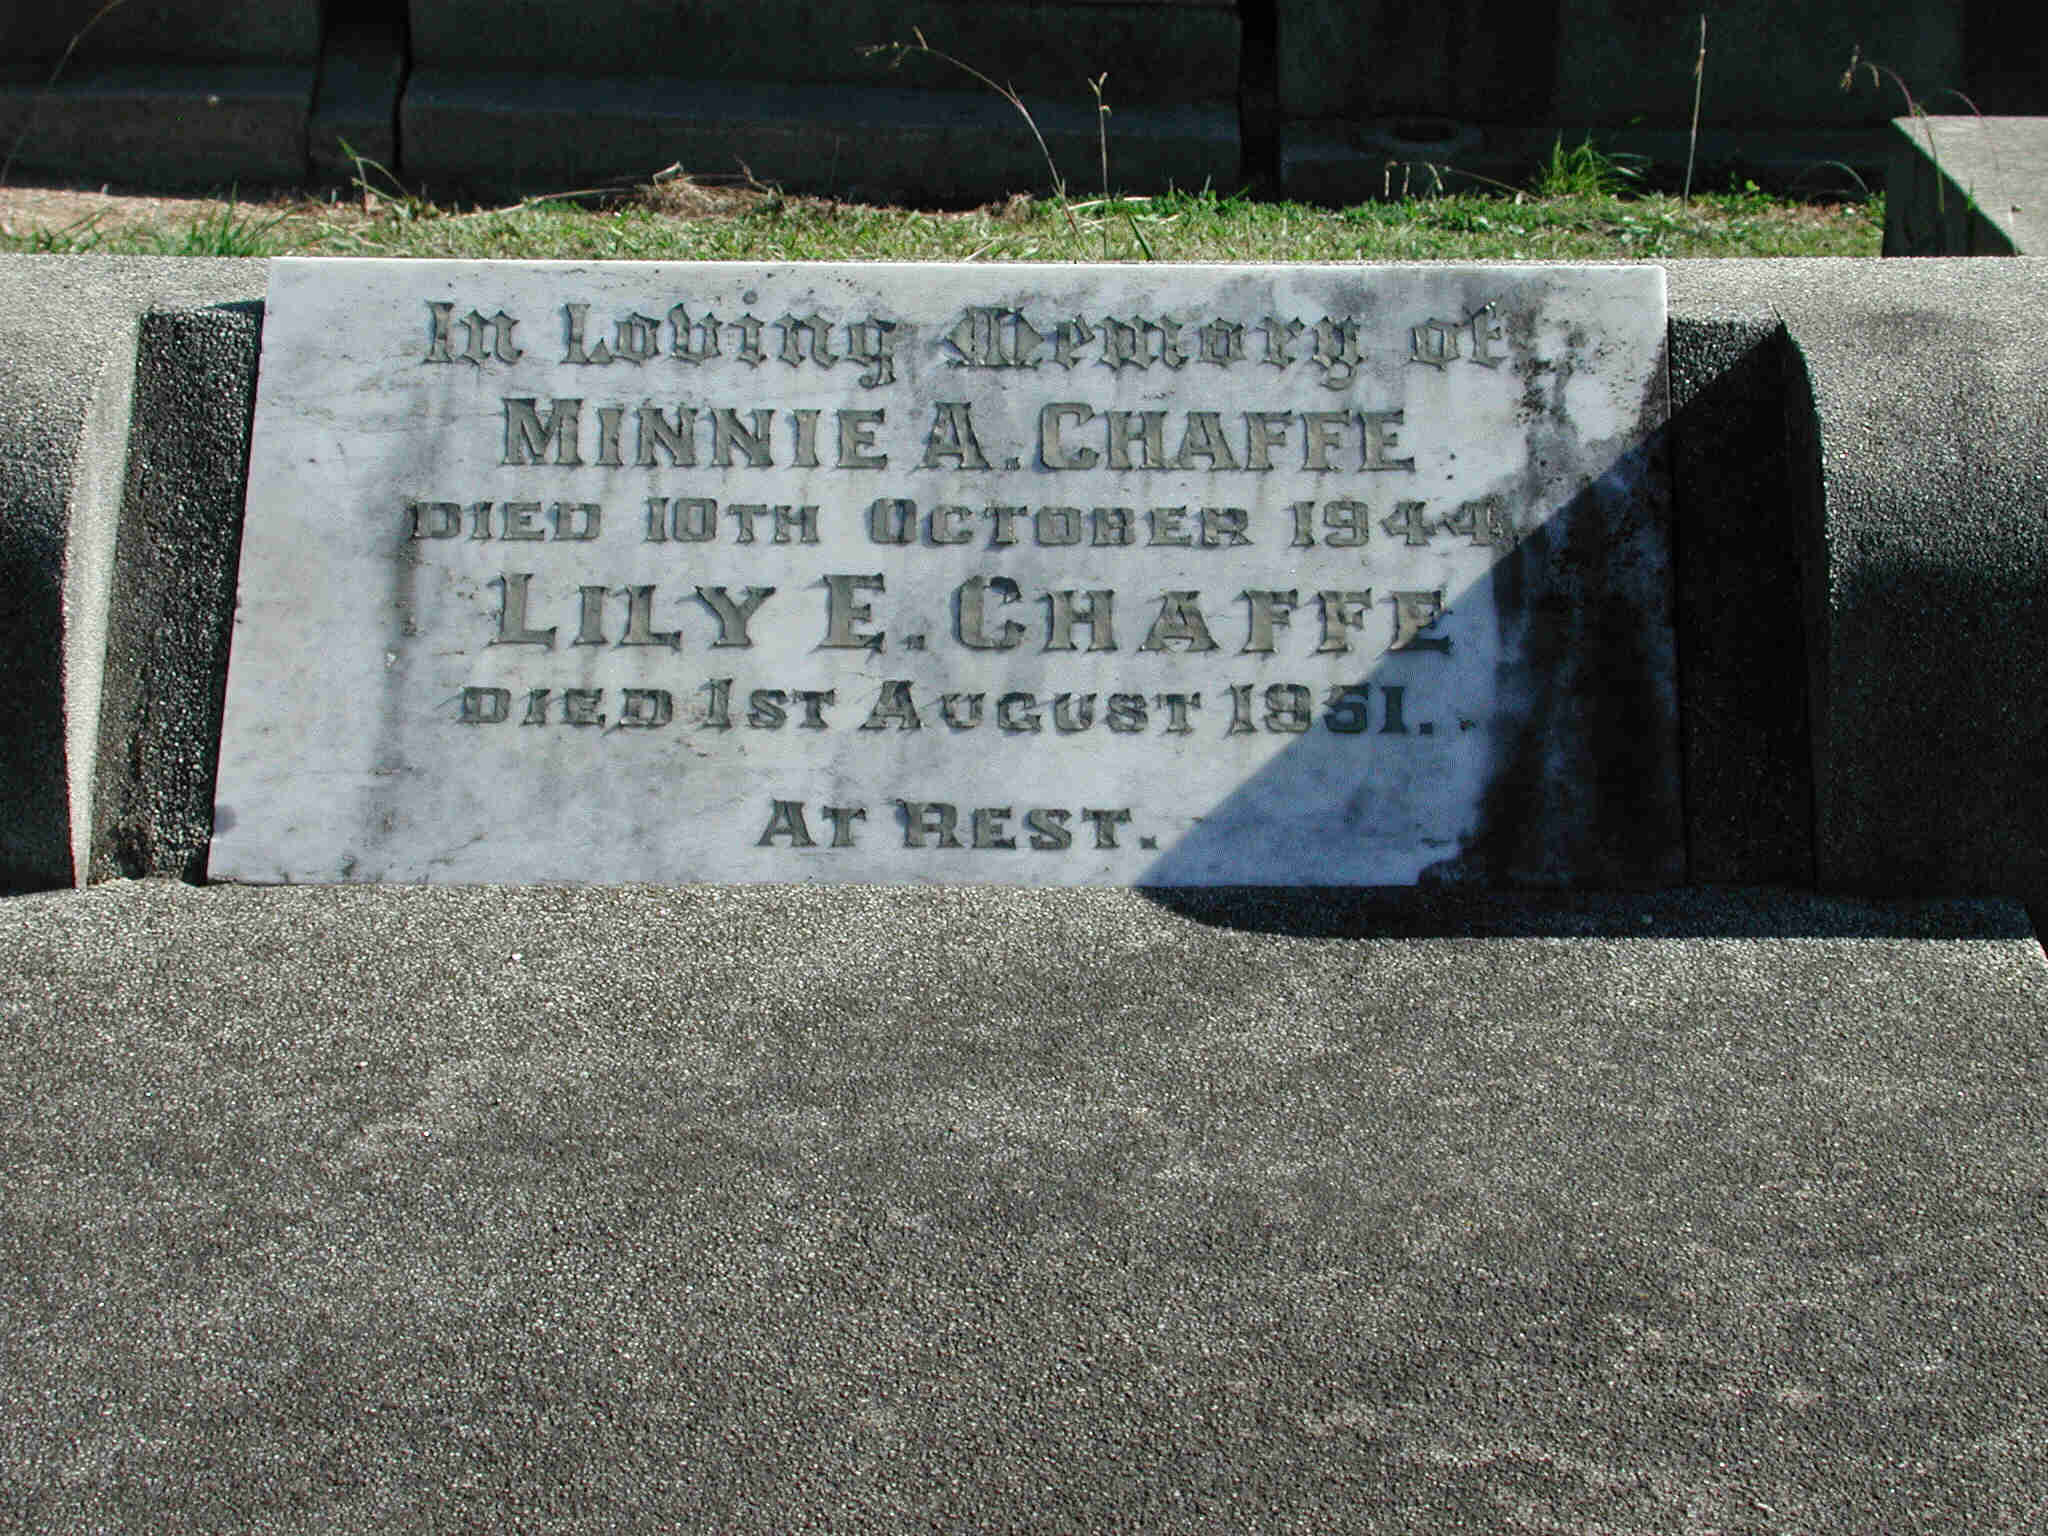 In Loving Memory of
MINNIE A. CHAFFE
DIED 10TH OCTOBER 1944
LILY E. CHAFFE
DIED 1ST AUGUST 1951.
AT REST.